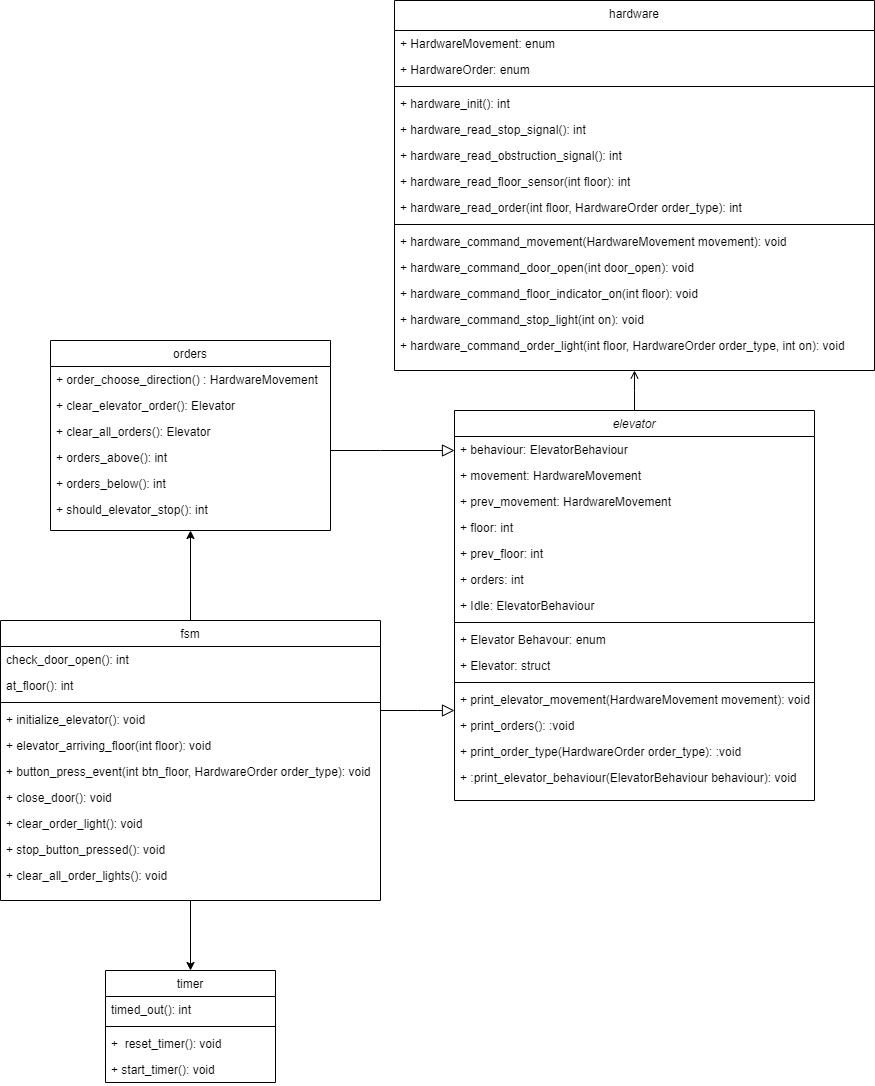 hardware
+ HardwareMovement: enum
+ HardwareOrder: enum
+ hardware_init(): int
+ hardware_read_stop_signal(): int
+ hardware_read_obstruction_signal(): int
+ hardware_read_floor_sensor(int floor): int
+ hardware_read_order(int floor, HardwareOrder order_type): int
+ hardware_command_movement(HardwareMovement movement): void
+ hardware_command_door_open(int door_open): void
+ hardware_command_floor_indicator_on(int floor): void
+ hardware_command_stop_light(int on): void
+ hardware_command_order_light(int floor, HardwareOrder order_type, int on): void
orders
+ order_choose_direction() : HardwareMovement
+ clear_elevator_order(): Elevator
+ clear_all_orders(): Elevator
+ orders_above(): int
+ orders_below(): int
+ should_elevator_stop(): int
elevator
+ behaviour: ElevatorBehaviour
+ movement: HardwareMovement
+ prev_movement: HardwareMovement
+ floor: int
+ prev_floor: int
+ orders: int
+ Idle: ElevatorBehaviour
+ Elevator Behavour: enum
+ Elevator: struct
+ print_elevator_movement(HardwareMovement movement): void
+ print_orders(): :void
+ print_order_type(HardwareOrder order_type): :void
+ :print_elevator_behaviour(ElevatorBehaviour behaviour): void
fsm
check_door_open(): int
at_floor(): int
+ initialize_elevator(): void
+ elevator_arriving_floor(int floor): void
+ button_press_event(int btn_floor, HardwareOrder order_type): void
+ close_door(): void
+ clear_order_light(): void
+ stop_button_pressed(): void
+ clear_all_order_lights(): void
timer
timed_out(): int
+  reset_timer(): void
+ start_timer(): void